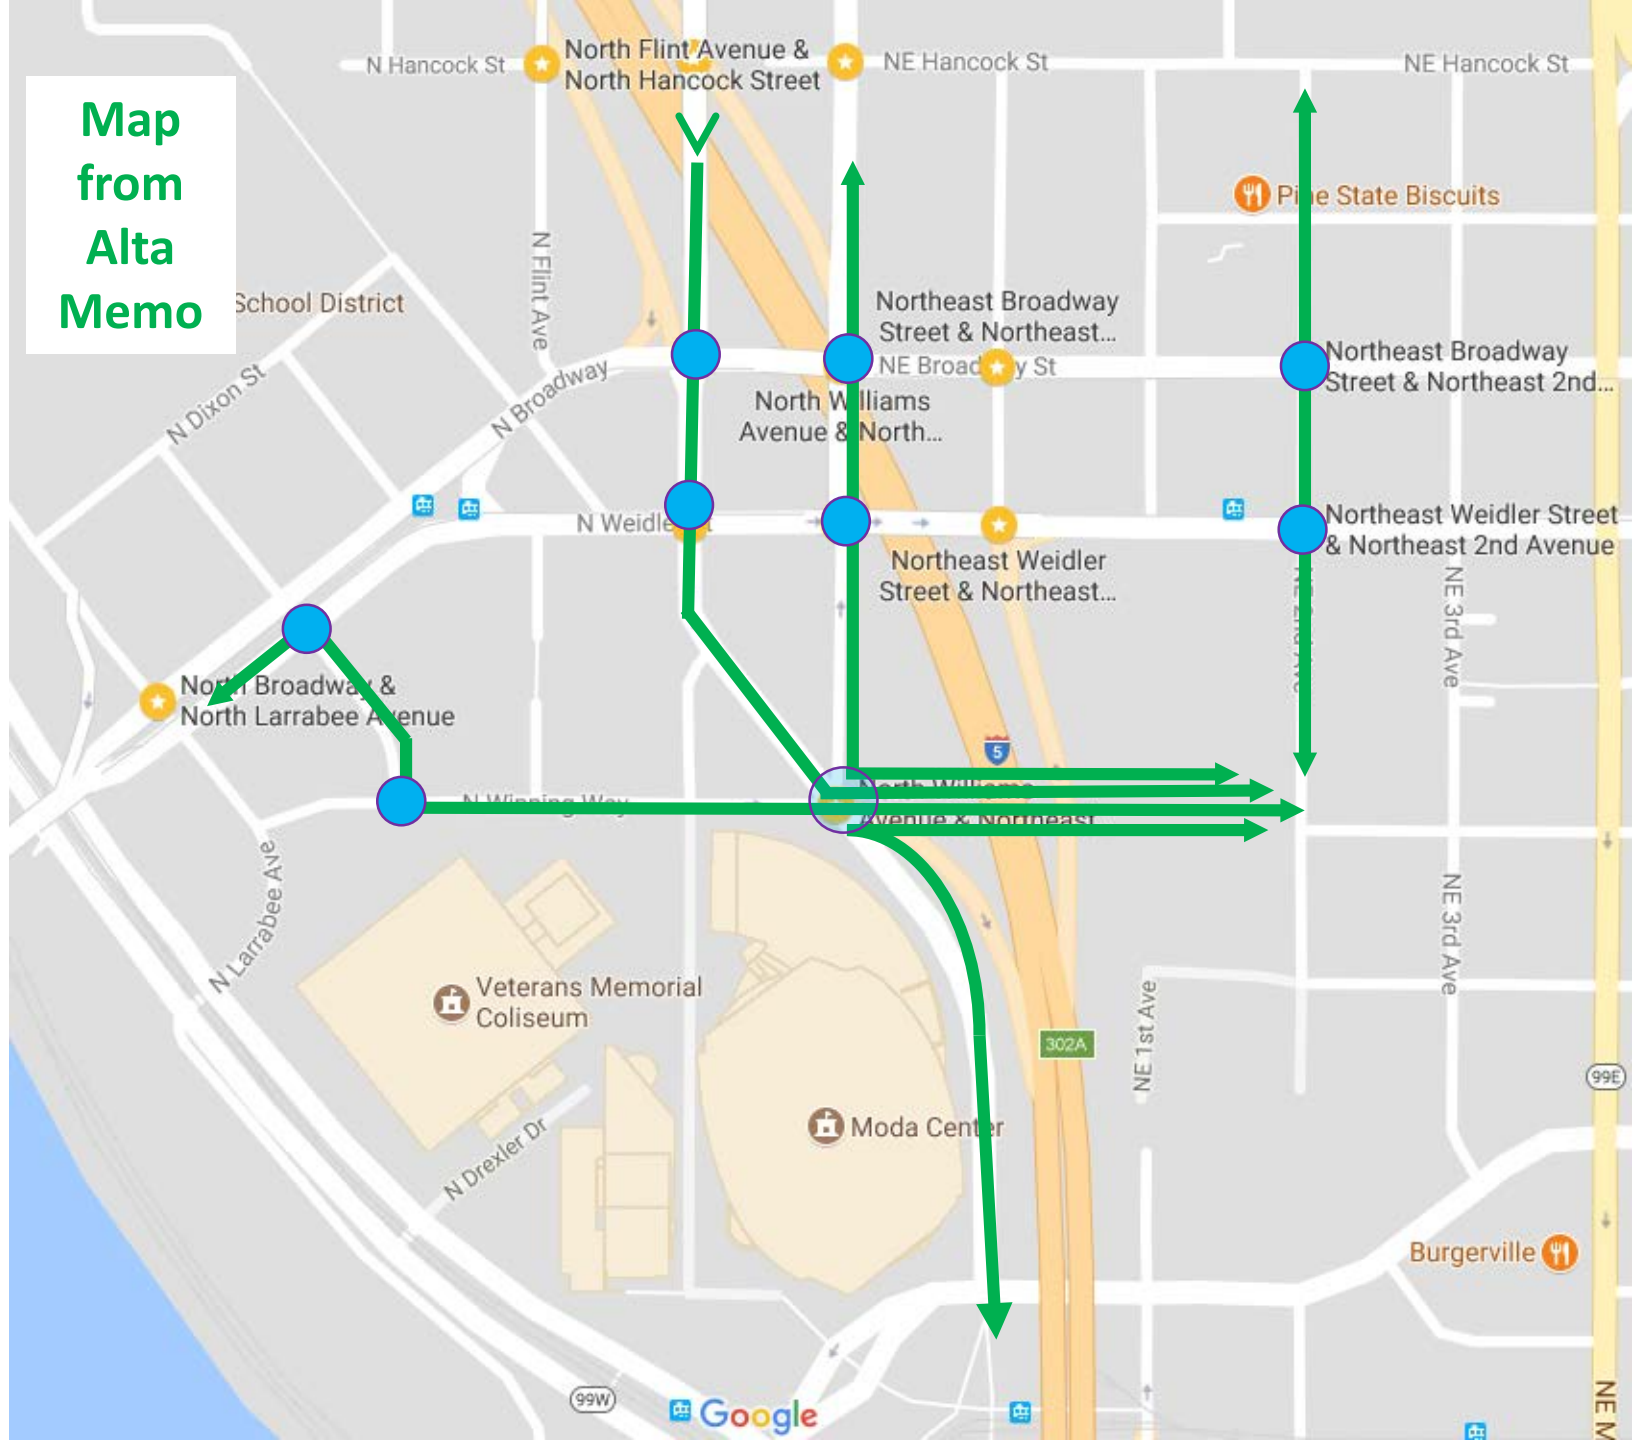 N Hancock St
North Flint Avenue &
North Hancock Street
NE Hancock St
NE Hancock St
Map
from
Alta
Memo
Pine State Biscuits
N Flint Ave
School District
Northeast Broadway
Street & Northeast...
NE Broadway St
Northeast Broadway
Street & Northeast 2nd...
N Dixon St
N Broadway
North Williams
Avenue & North...
N Weidler St
Northeast Weidler Street
& Northeast 2nd Avenue
Northeast Weidler
Street & Northeast...
NE 2nd Ave
NE 3rd Ave
North Broadway &
North Larrabee Avenue
5
N Winning Way
North Williams
Avenue & Northeast
N Larrabee Ave
NE 3rd Ave
Veterans Memorial
Coliseum
NE 1st Ave
302A
99E
Moda Center
N Drexler Dr
Burgerville
99W
Google
NE M